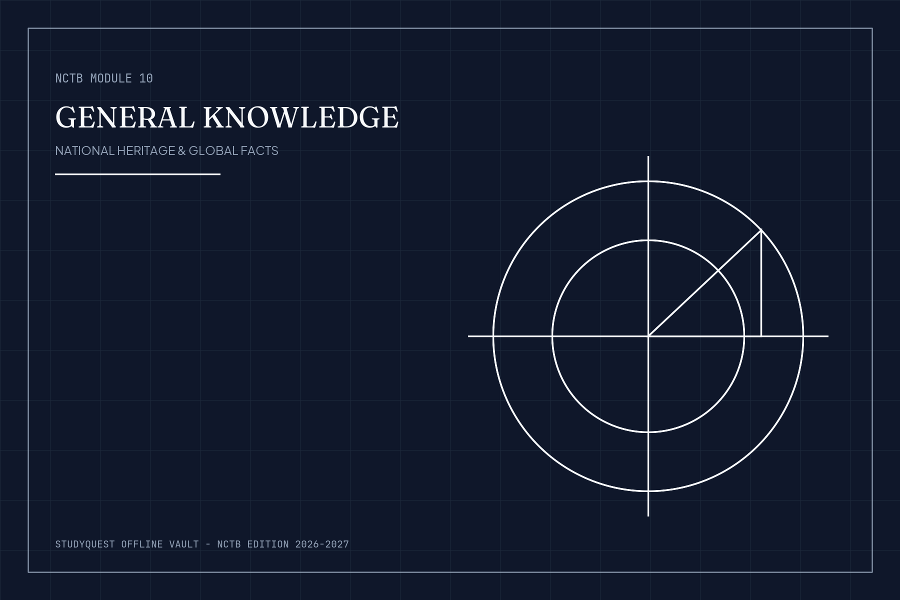 NCTB MODULE 10
GENERAL KNOWLEDGE
NATIONAL HERITAGE & GLOBAL FACTS
STUDYQUEST OFFLINE VAULT - NCTB EDITION 2026-2027